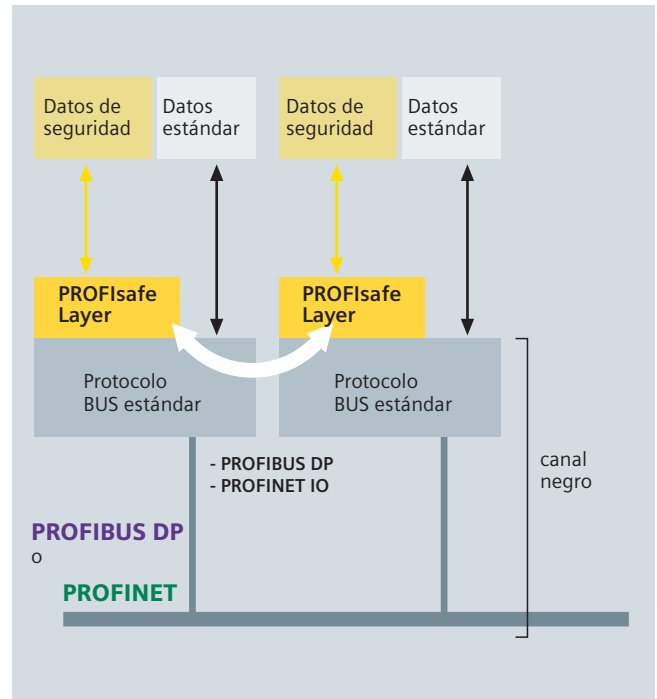 Datos de
seguridad
Datos
estándar
Datos de
seguridad
Datos
estándar
PROFIsafe
Layer
PROFIsafe
Layer
Protocolo
BUS estándar
Protocolo
BUS estándar
- PROFIBUS DP
- PROFINET IO
canal
negro
PROFIBUS DP
o
PROFINET